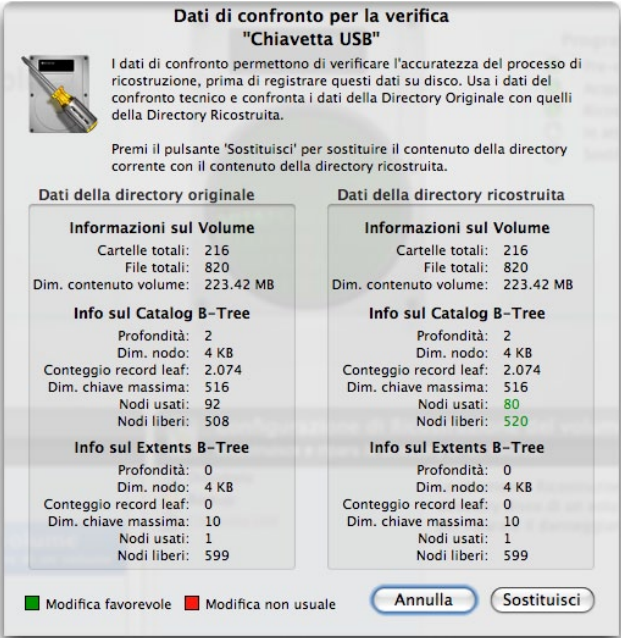 Dati di confronto per la verifica
"Chiavetta USB"
I dati di confronto permettono di verificare l'accuratezza del processo di
ricostruzione, prima di registrare questi dati su disco. Usa i dati del
confronto tecnico e confronta i dati della Directory Originale con quelli
della Directory Ricostruita.
Premi il pulsante 'Sostituisci' per sostituire il contenuto della directory
corrente con il contenuto della directory ricostruita.
Dati della directory originale
Informazioni sul Volume
Cartelle totali: 216
File totali: 820
Dim. contenuto volume: 223.42 MB
Info sul Catalog B-Tree
Profondità: 2
Dim. nodo: 4 KB
Conteggio record leaf: 2.074
Dim. chiave massima: 516
Nodi usati: 92
Nodi liberi: 508
Info sul Extents B-Tree
Profondità: 0
Dim. nodo: 4 KB
Conteggio record leaf: 0
Dim. chiave massima: 10
Nodi usati: 1
Nodi liberi: 599
Dati della directory ricostruita
Informazioni sul Volume
Cartelle totali: 216
File totali: 820
Dim. contenuto volume: 223.42 MB
Info sul Catalog B-Tree
Profondità: 2
Dim. nodo: 4 KB
Conteggio record leaf: 2.074
Dim. chiave massima: 516
Nodi usati: 80
Nodi liberi: 520
Info sul Extents B-Tree
Profondità: 0
Dim. nodo: 4 KB
Conteggio record leaf: 0
Dim. chiave massima: 10
Nodi usati: 1
Nodi liberi: 599
Modifica favorevole
Modifica non usuale
Annulla
Sostituisci